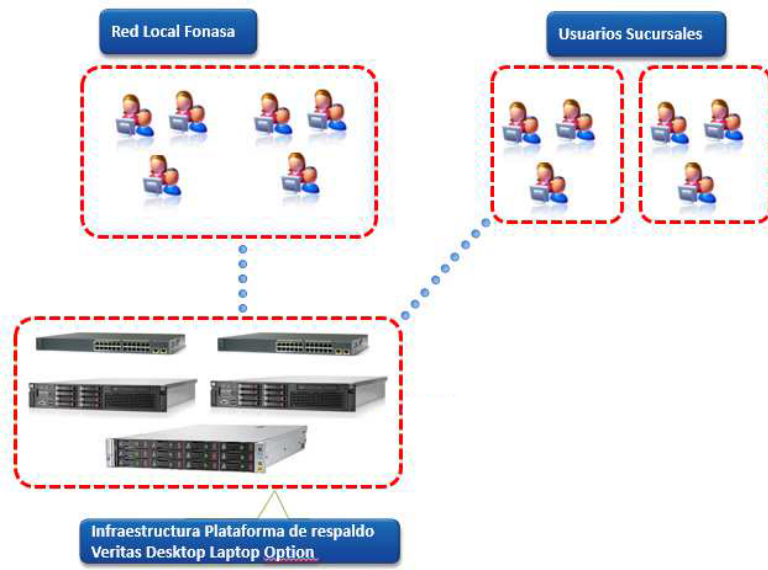 Red Local Fonasa
Usuarios Sucursales
Infraestructura Plataforma de respaldo
Veritas Desktop Laptop Option